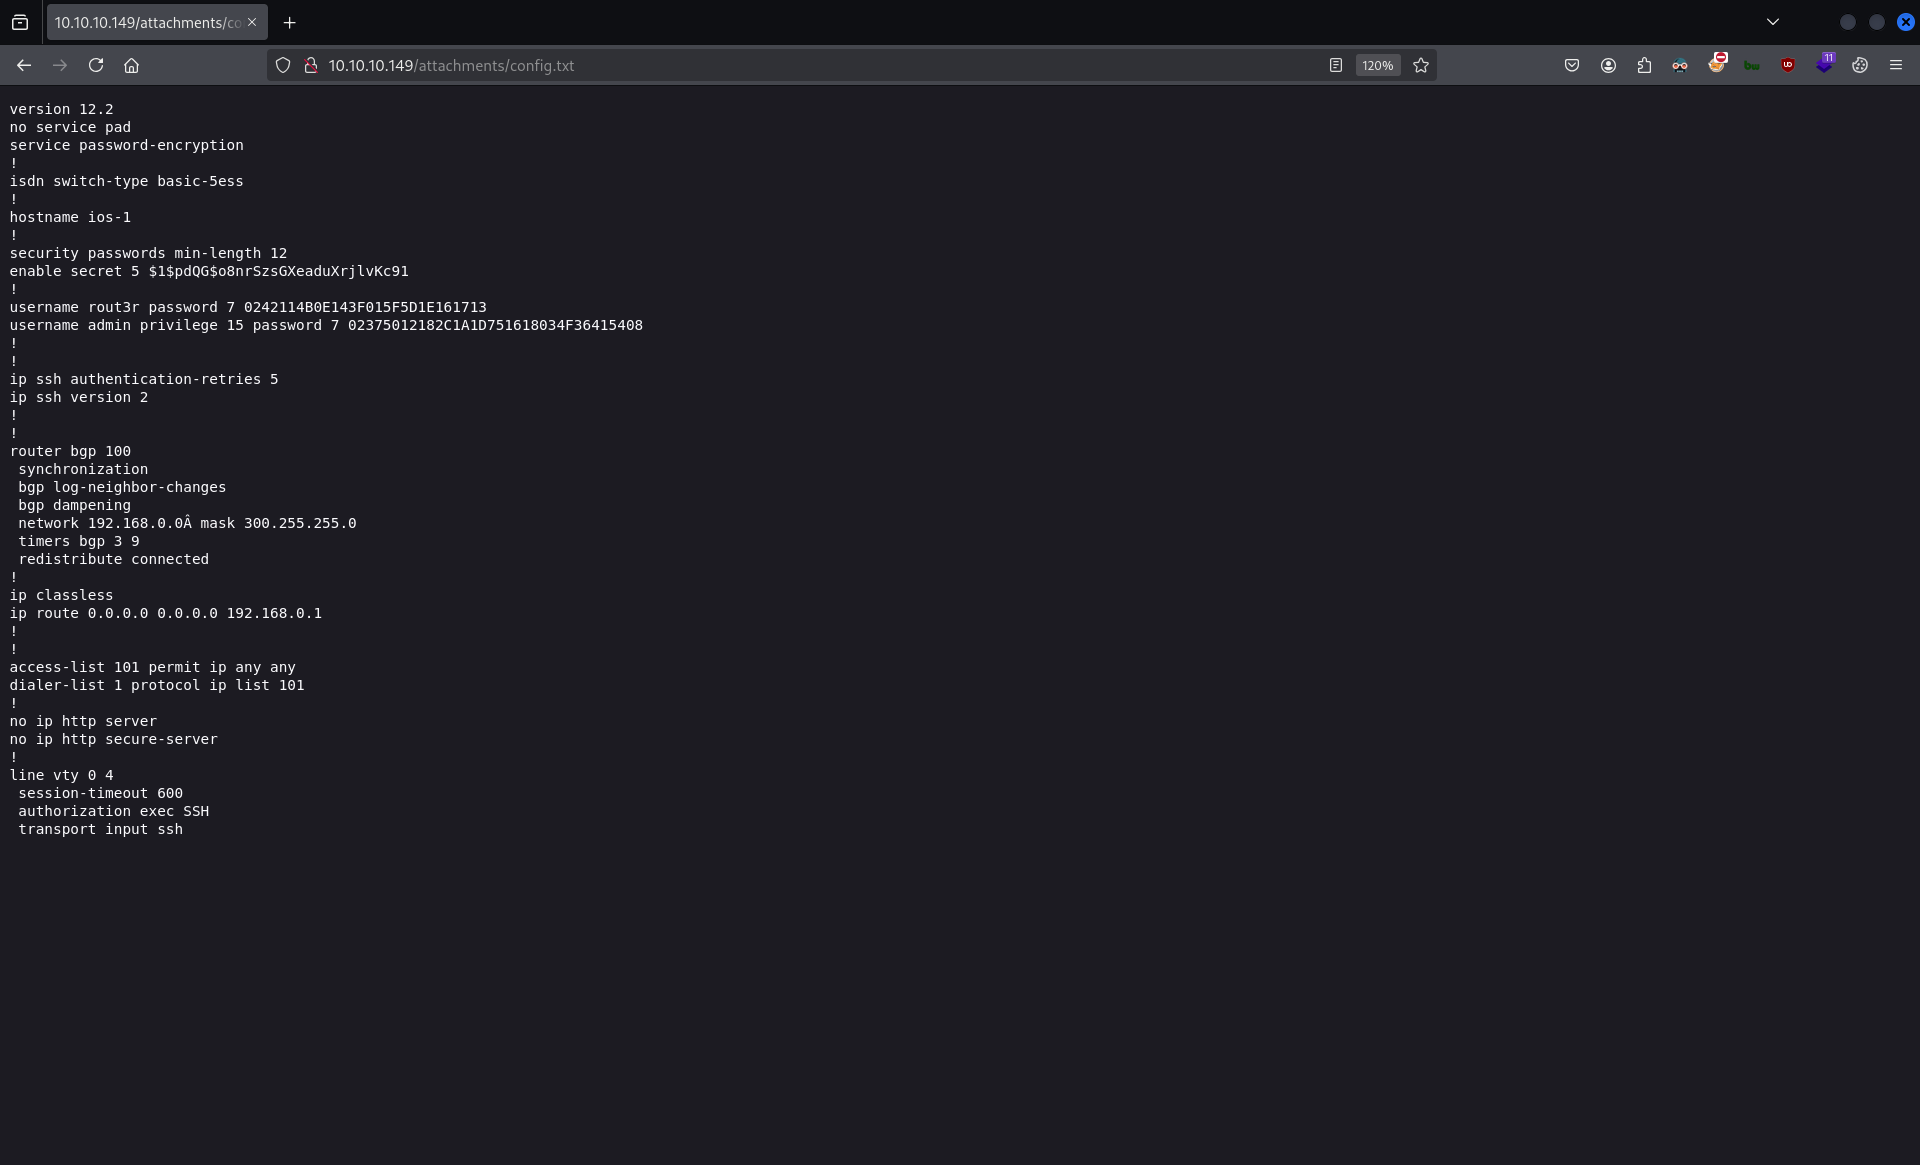 10.10.10.149/attachments/co
10.10.10.149/attachments/config.txt
120%
11
version 12.2
no service pad
service password-encryption
!
isdn switch-type basic-5ess
!
hostname ios-1
!
security passwords min-length 12
enable secret 5 $1$pdQG$o8nrSzsGXeaduXrjlvKc91
!
username rout3r password 7 0242114B0E143F015F5D1E161713
username admin privilege 15 password 7 02375012182C1A1D751618034F36415408
!
!
ip ssh authentication-retries 5
ip ssh version 2
!
!
router bgp 100
 synchronization
 bgp log-neighbor-changes
 bgp dampening
 network 192.168.0.0Â mask 300.255.255.0
 timers bgp 3 9
 redistribute connected
!
ip classless
ip route 0.0.0.0 0.0.0.0 192.168.0.1
!
!
access-list 101 permit ip any any
dialer-list 1 protocol ip list 101
!
no ip http server
no ip http secure-server
!
line vty 0 4
 session-timeout 600
 authorization exec SSH
 transport input ssh